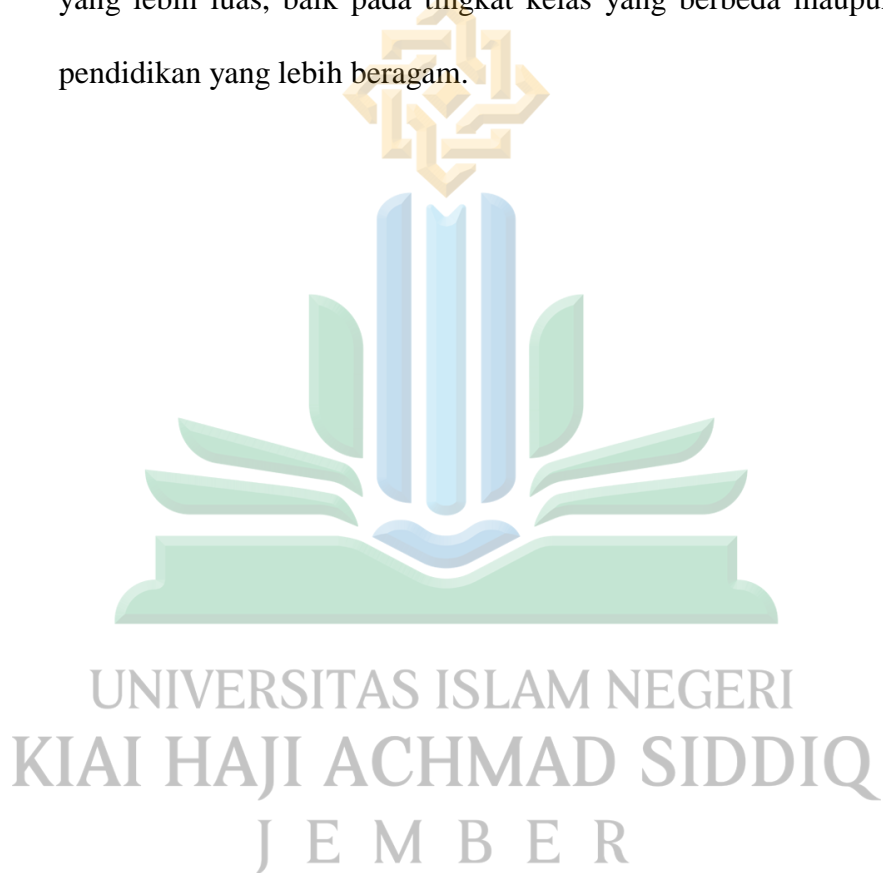 yang lebih luas, baik pada tingkat kelas yang berbeda maupun
pendidikan yang lebih beragam.
UNIVERSITAS ISLAM NEGERI
KIAI HAJI ACHMAD SIDDIQ
JEMBER